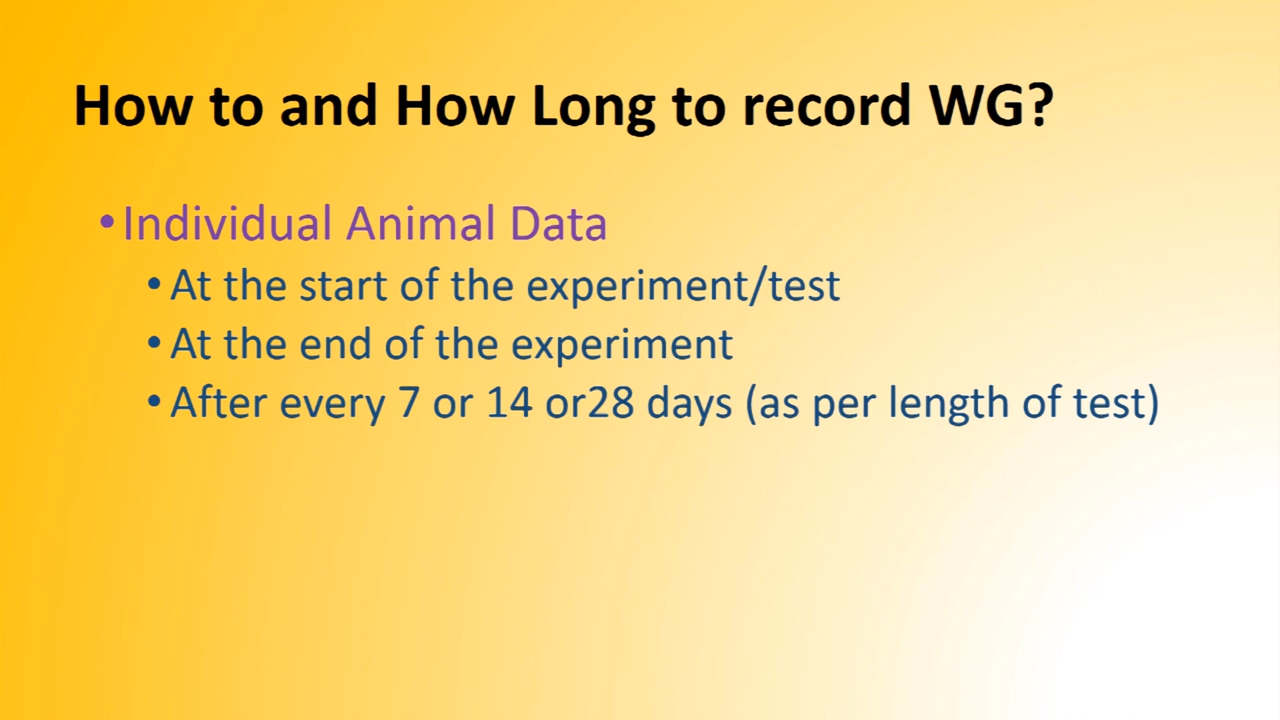 How to and How Long to record WG?
•Individual Animal Data
•At the start of the experiment/test
•At the end of the experiment
•After every 7 or 14 or28 days (as per length of test)